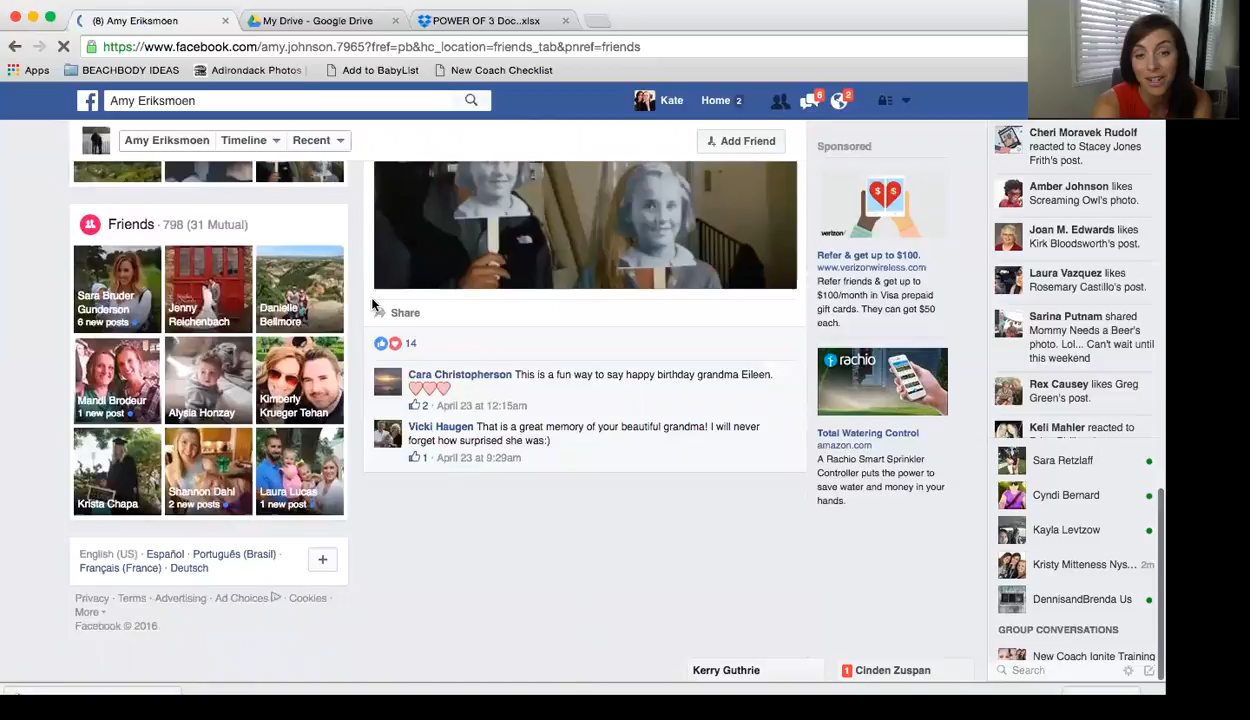 (8) Amy Eriksmoen
My Drive - Google Drive
POWER OF 3 Doc..xlsx
https://www.facebook.com/amy.johnson.7965?fref=pb&hc_location=friends_tab&pnref=friends
Apps
BEACHBODY IDEAS
Adirondack Photos
Add to BabyList
New Coach Checklist
Amy Eriksmoen
Kate
Home 2
6
2
Amy Eriksmoen
Timeline
Recent
Add Friend
Friends · 798 (31 Mutual)
Sara Bruder
Gunderson
6 new posts
Jenny
Reichenbach
Danielle
Bellmore
Mandi Brodeur
1 new post
Alysia Honzay
Kimberly
Krueger Tehan
Krista Chapa
Shannon Dahl
2 new posts
Laura Lucas
1 new post
English (US) · Español · Português (Brasil) ·
Français (France) · Deutsch
Privacy · Terms · Advertising · Ad Choices · Cookies ·
More
Facebook © 2016
Share
14
Cara Christopherson This is a fun way to say happy birthday grandma Eileen.
2 · April 23 at 12:15am
Vicki Haugen That is a great memory of your beautiful grandma! I will never
forget how surprised she was:)
1 · April 23 at 9:29am
Sponsored
verizon
Refer & get up to $100.
www.verizonwireless.com
Refer friends & get up to
$100/month in Visa prepaid
gift cards. They can get $50
each.
rachio
Total Watering Control
amazon.com
A Rachio Smart Sprinkler
Controller puts the power to
save water and money in your
hands.
Cheri Moravek Rudolf
reacted to Stacey Jones
Frith's post.
Amber Johnson likes
Screaming Owl's photo.
Joan M. Edwards likes
Kirk Bloodsworth's post.
Laura Vazquez likes
Rosemary Castillo's post.
Sarina Putnam shared
Mommy Needs a Beer's
photo. Lol... Can't wait until
this weekend
Rex Causey likes Greg
Green's post.
Keli Mahler reacted to
Sara Retzlaff
Cyndi Bernard
Kayla Levtzow
Kristy Mitteness Nys... 2m
DennisandBrenda Us
GROUP CONVERSATIONS
New Coach Ignite Training
Search
Kerry Guthrie
1 Cinden Zuspan